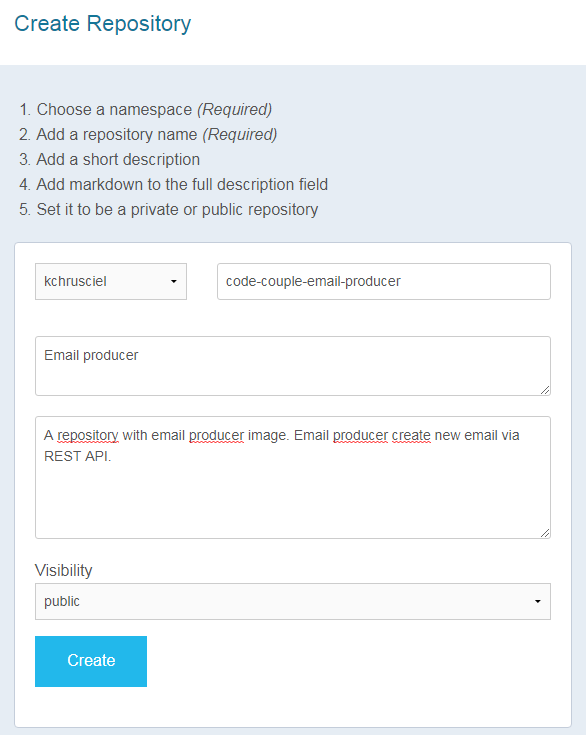 Create Repository
1. Choose a namespace (Required)
2. Add a repository name (Required)
3. Add a short description
4. Add markdown to the full description field
5. Set it to be a private or public repository
kchrusciel
code-couple-email-producer
Email producer
A repository with email producer image. Email producer create new email via
REST API.
Visibility
public
Create